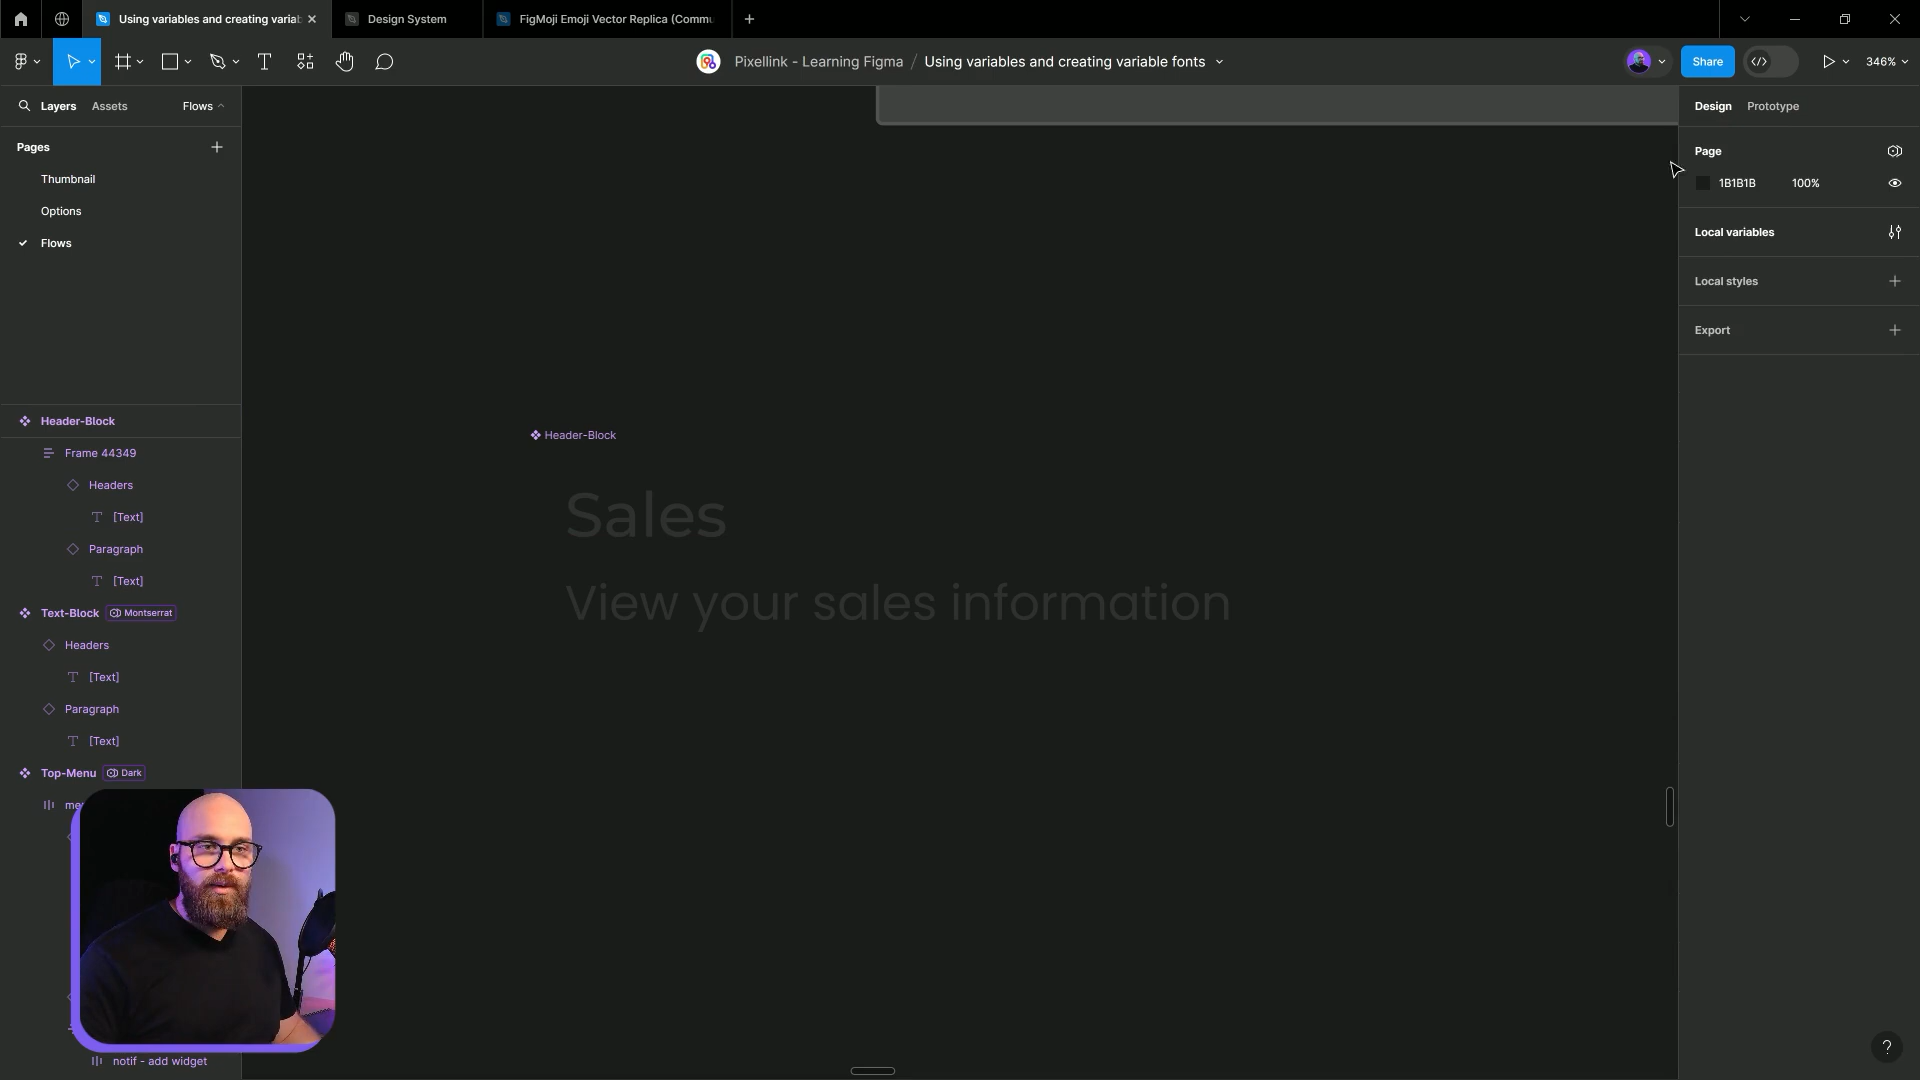 Using variables and creating varial
Design System
FigMoji Emoji Vector Replica (Commu
Pixellink - Learning Figma / Using variables and creating variable fonts
Share
346%
Layers
Assets
Flows
Pages
Thumbnail
Options
Flows
Header-Block
Frame 44349
Headers
[Text]
Paragraph
[Text]
Text-Block
Montserrat
Headers
[Text]
Paragraph
[Text]
Top-Menu
Dark
me
notif - add widget
Header-Block
Sales
View your sales information
Design
Prototype
Page
1B1B1B
100%
Local variables
Local styles
Export
?